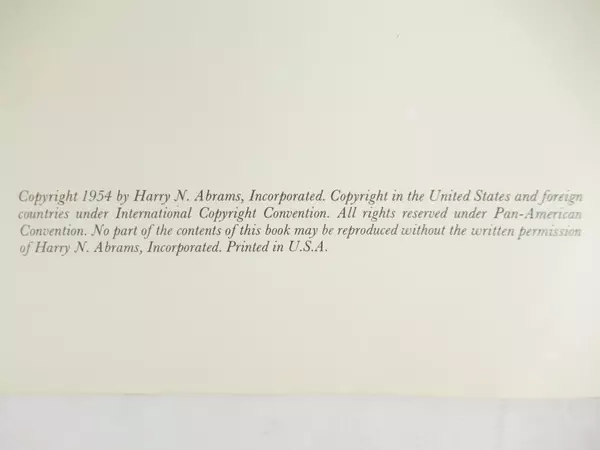 Copyright 1954 by Harry N. Abrams, Incorporated. Copyright in the United States and foreign
countries under International Copyright Convention. All rights reserved under Pan-American
Convention. No part of the contents of this book may be reproduced without the written permission
of Harry N. Abrams, Incorporated. Printed in U.S.A.